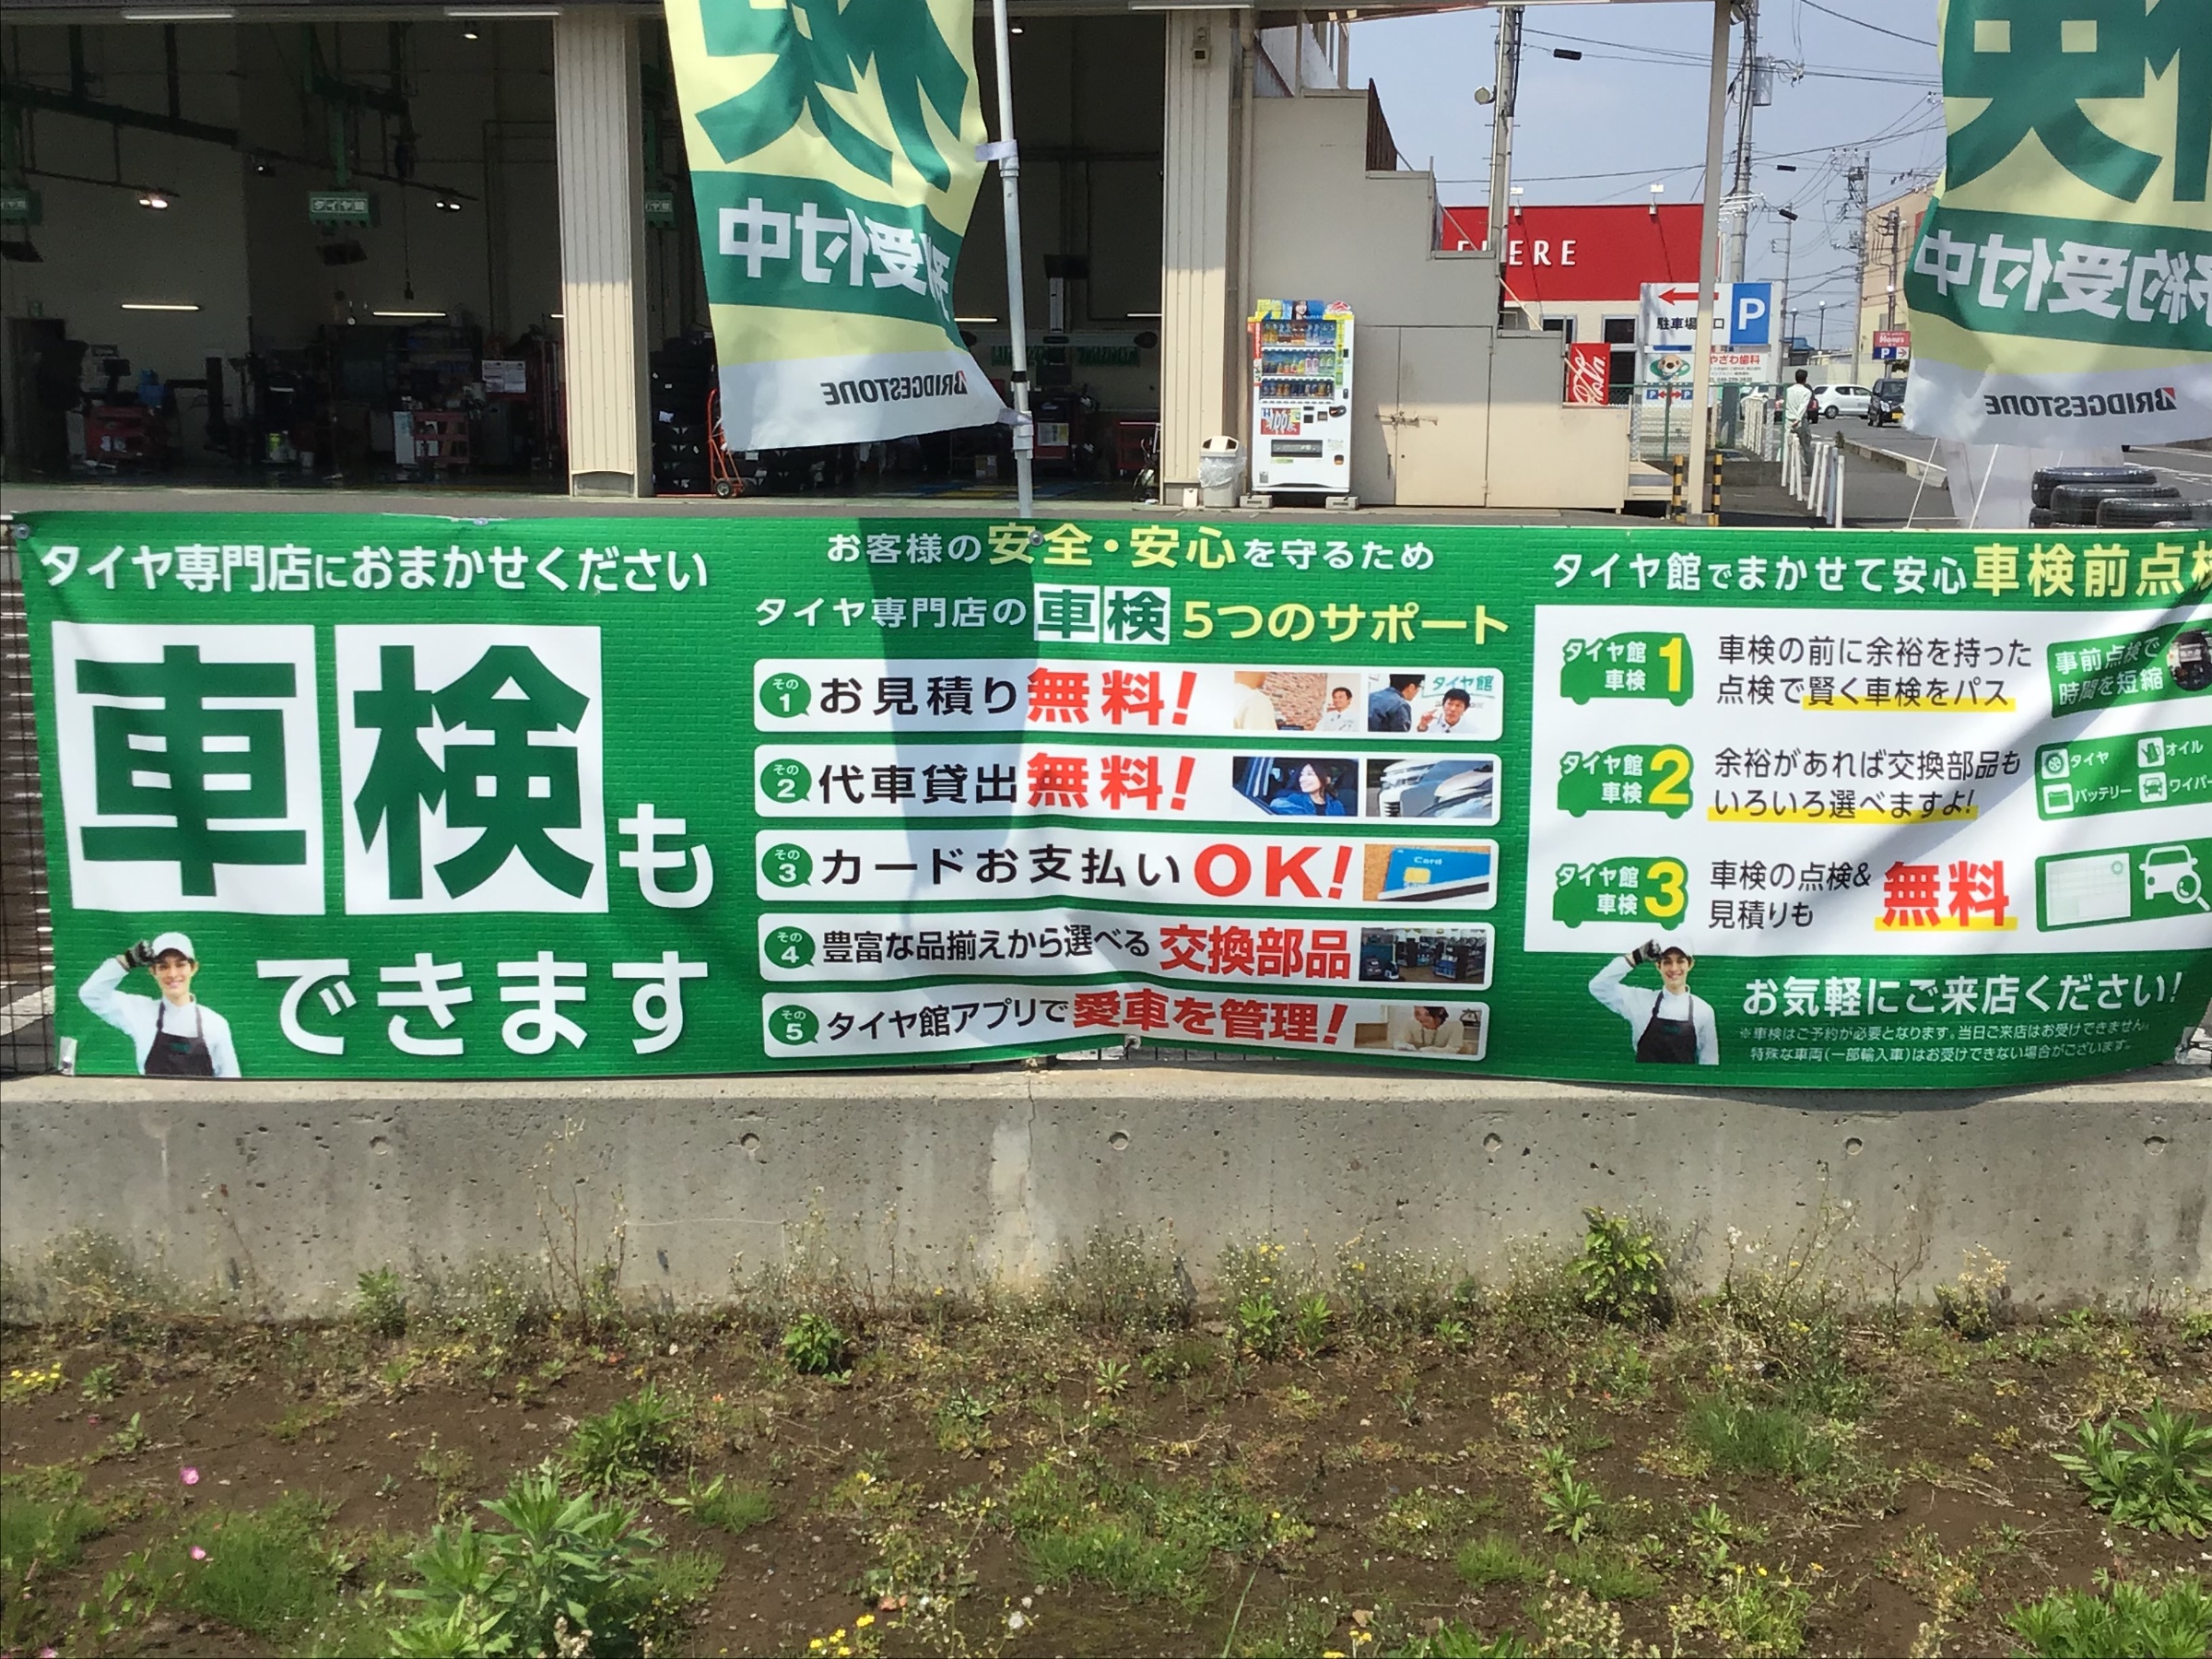 タイヤ館
検
受付中
BRIDGESTONE
ERE
P
駐車場
Coca-Cola
Honeys
P
約受付中
BRIDGESTONE
タイヤ専門店におまかせください
車検も
できます
お客様の安全・安心を守るため
タイヤ専門店の車検5つのサポート
その1 お見積り無料!
タイヤ館
その2 代車貸出無料!
その3 カードお支払いOK!
Card
その4 豊富な品揃えから選べる 交換部品
その5 タイヤ館アプリで愛車を管理!
タイヤ館でまかせて安心車検前点検
タイヤ館
車検 1
車検の前に余裕を持った
点検で賢く車検をパス
事前点検で
時間を短縮
タイヤ館
車検 2
余裕があれば交換部品も
いろいろ選べますよ!
タイヤ オイル
バッテリー ワイパー
タイヤ館
車検 3
車検の点検&
見積りも 無料
お気軽にご来店ください!
※車検はご予約が必要となります。当日ご来店はお受けできません。
特殊な車両(一部輸入車)はお受けできない場合がございます。